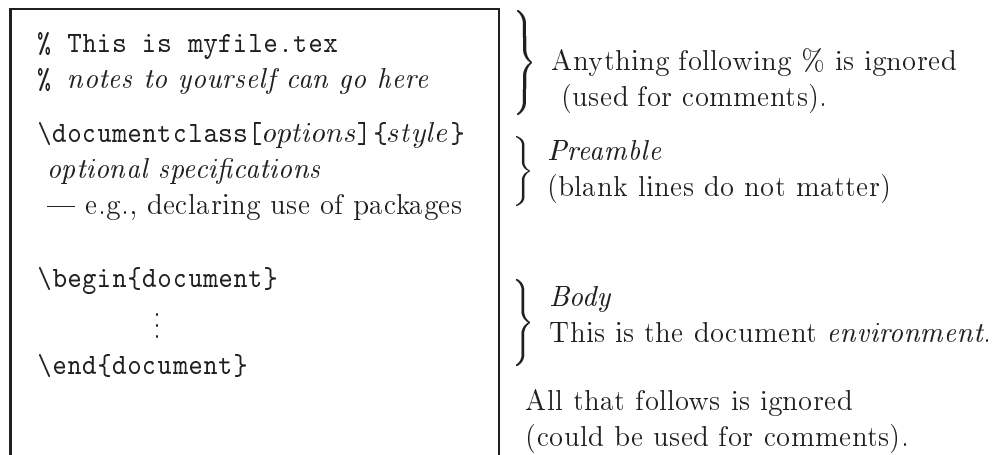 % This is myfile.tex
% notes to yourself can go here
Anything following % is ignored
(used for comments).
\documentclass[options]{style}
optional specifications
— e.g., declaring use of packages
Preamble
(blank lines do not matter)
\begin{document}
⋮
\end{document}
Body
This is the document environment.
All that follows is ignored
(could be used for comments).